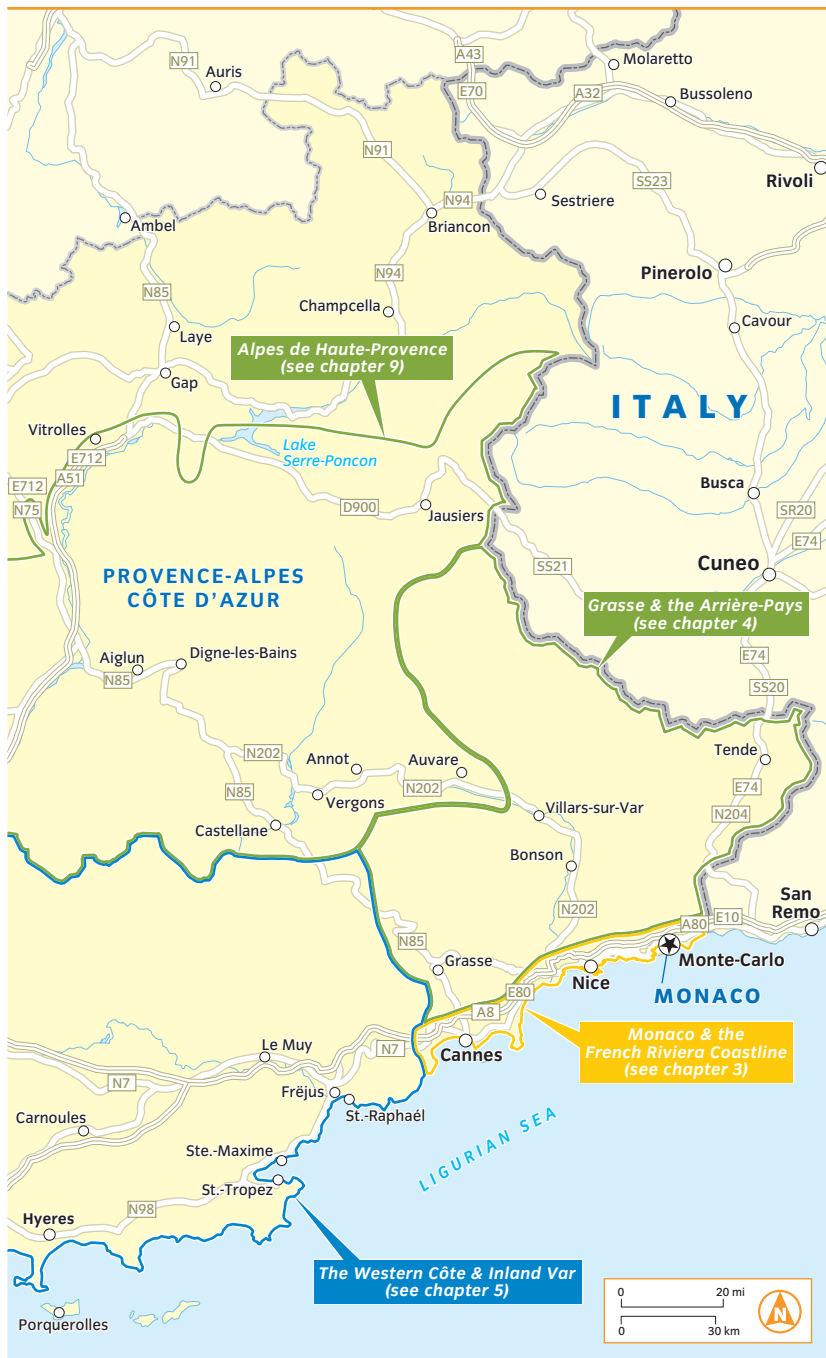 A43
Molaretto
N91
Auris
E70
A32
Bussoleno
N91
Rivoli
SS23
Sestriere
N94
Ambel
Briancon
Pinerolo
N94
N85
Champcella
Cavour
Laye
Alpes de Haute-Provence
(see chapter 9)
Gap
ITALY
Vitrolles
Lake
Serre-Poncon
E712
A51
E712
Busca
N75
D900
Jausiers
SR20
E74
SS21
Cuneo
PROVENCE-ALPES
CÔTE D'AZUR
Grasse & the Arrière-Pays
(see chapter 4)
Aiglun
Digne-les-Bains
E74
N85
SS20
N202
Annot
Auvare
Tende
N85
N202
E74
Vergons
Villars-sur-Var
N204
Castellane
Bonson
San
Remo
N202
E10
A80
N85
Grasse
Monte-Carlo
Nice
E80
MONACO
A8
Monaco & the
French Riviera Coastline
(see chapter 3)
Le Muy
N7
Cannes
N7
Frëjus
St.-Raphaél
Carnoules
LIGURIAN SEA
Ste.-Maxime
St.-Tropez
N98
Hyeres
The Western Côte & Inland Var
(see chapter 5)
0 20 mi
N
0 30 km
Porquerolles